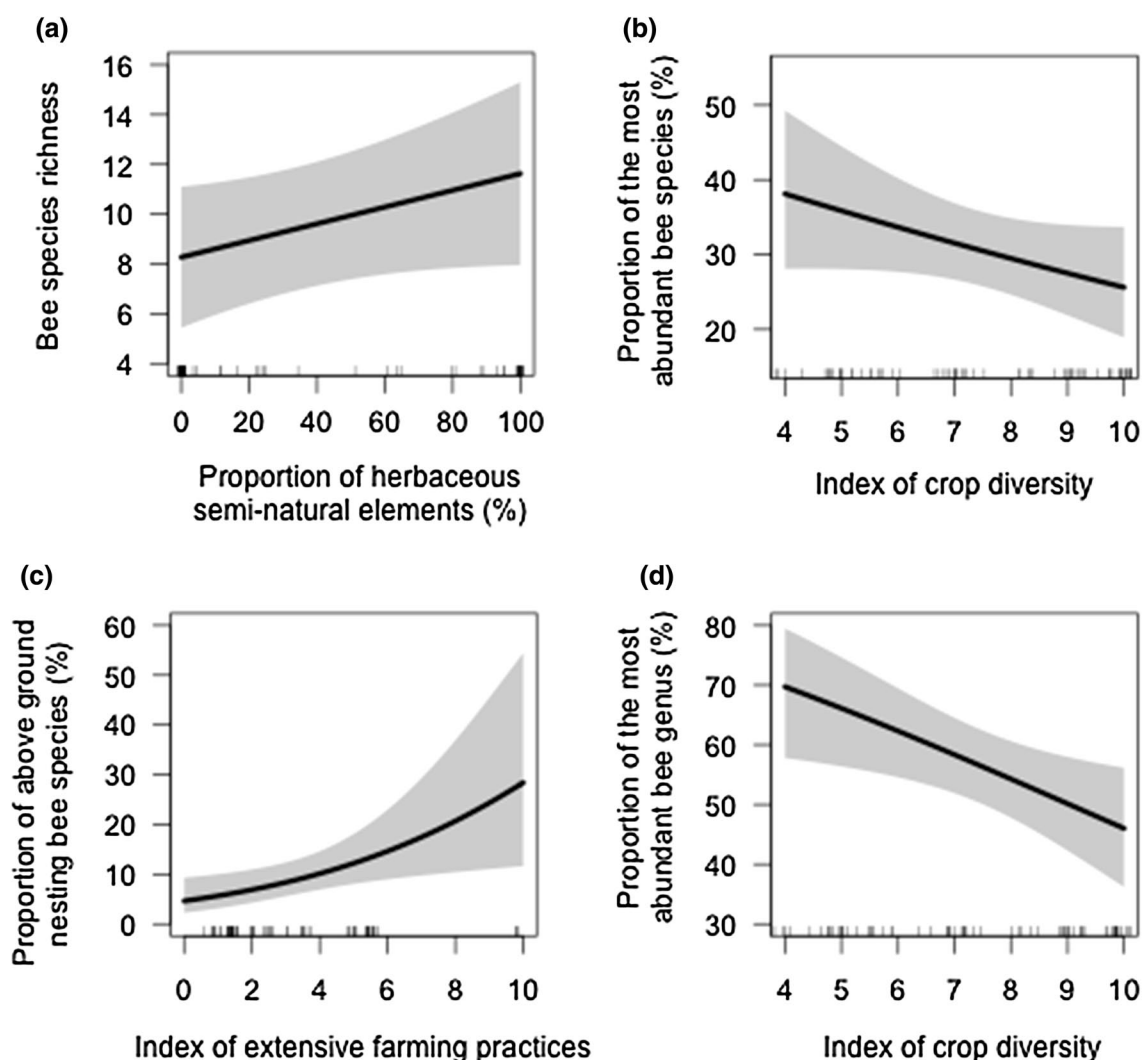 (a)
Bee species richness
16
14
12
10
8
6
4
0 20 40 60 80 100
Proportion of herbaceous
semi-natural elements (%)
(b)
Proportion of the most
abundant bee species (%)
50
40
30
20
4 5 6 7 8 9 10
Index of crop diversity
(c)
Proportion of above ground
nesting bee species (%)
60
50
40
30
20
10
0
0 2 4 6 8 10
Index of extensive farming practices
(d)
Proportion of the most
abundant bee genus (%)
80
70
60
50
40
30
4 5 6 7 8 9 10
Index of crop diversity